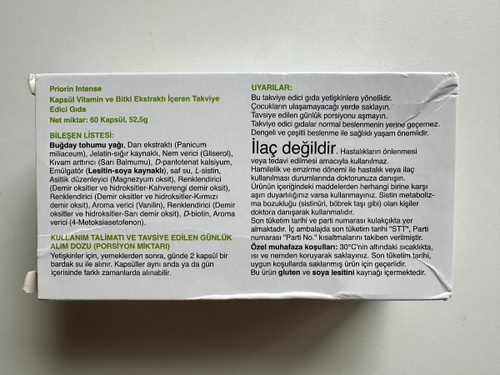 Priorin Intense
Kapsül Vitamin ve Bitki Ekstraktı İçeren Takviye
Edici Gıda
Net miktar: 60 Kapsül, 52,5g
BİLEŞEN LİSTESİ:
Buğday tohumu yağı, Darı ekstraktı (Panicum
miliaceum), Jelatin-sığır kaynaklı, Nem verici (Gliserol),
Kıvam arttırıcı (Sarı Balmumu), D-pantotenat kalsiyum,
Emülgatör (Lesitin-soya kaynaklı), saf su, L-sistin,
Asitlik düzenleyici (Magnezyum oksit), Renklendirici
(Demir oksitler ve hidroksitler-Kahverengi demir oksit),
Renklendirici (Demir oksitler ve hidroksitler-Kırmızı
demir oksit), Aroma verici (Vanilin), Renklendirici (Demir
oksitler ve hidroksitler-Sarı demir oksit), D-biotin, Aroma
verici (4-Metoksiasetofenon).
KULLANIM TALİMATI VE TAVSİYE EDİLEN GÜNLÜK
ALIM DOZU (PORSİYON MİKTARI)
Yetişkinler için, yemeklerden sonra, günde 2 kapsül bir
bardak su ile alınır. Kapsüller aynı anda ya da gün
içerisinde farklı zamanlarda alınabilir.
UYARILAR:
Bu takviye edici gıda yetişkinlere yöneliktir.
Çocukların ulaşamayacağı yerde saklayın.
Tavsiye edilen günlük porsiyonu aşmayın.
Takviye edici gıdalar normal beslenmenin yerine geçemez.
Dengeli ve çeşitli beslenme ile sağlıklı yaşam önemlidir.
İlaç değildir. Hastalıkların önlenmesi
veya tedavi edilmesi amacıyla kullanılmaz.
Hamilelik ve emzirme dönemi ile hastalık veya ilaç
kullanılması durumlarında doktorunuza danışın.
Ürünün içeriğindeki maddelerden herhangi birine karşı
aşırı duyarlılığınız varsa kullanmayınız. Sistin metaboliz-
ma bozukluğu (sistinüri, böbrek taşı gibi) olan kişiler
doktora danışarak kullanmalıdır.
Son tüketim tarihi ve parti numarası kulakçıkta yer
almaktadır. İç ambalajda son tüketim tarihi "STT", Parti
numarası "Parti No." kısaltmalarını takiben verilmiştir.
Özel muhafaza koşulları: 30°C'nin altındaki sıcaklıkta,
ısı ve nemden koruyarak saklayınız. Son tüketim tarihi,
uygun koşullarda saklanmış ürün için geçerlidir.
Bu ürün gluten ve soya lesitini kaynağı içermektedir.